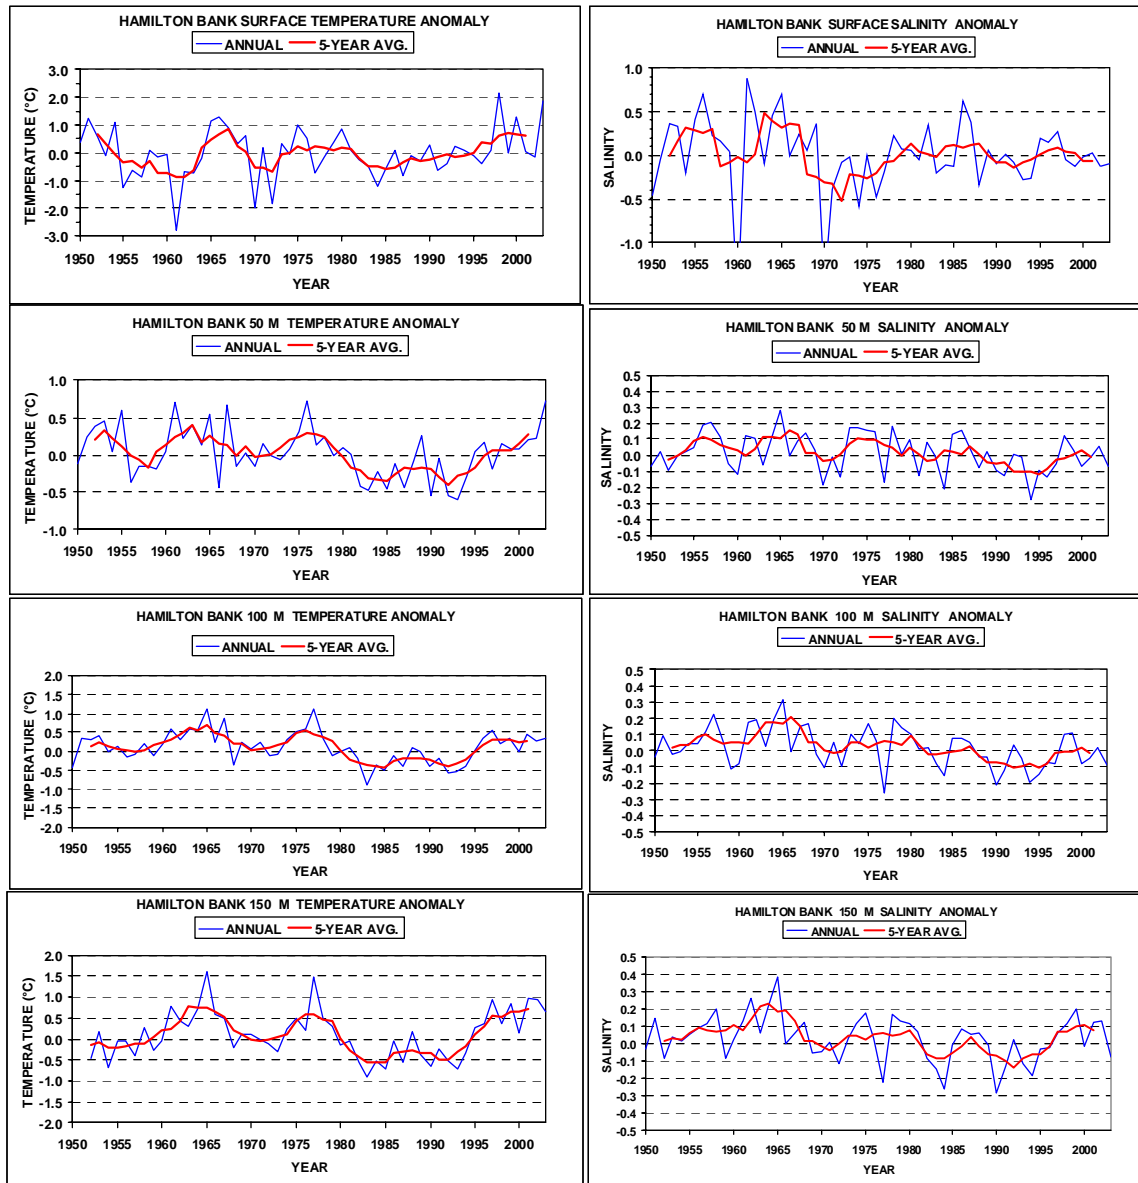 HAMILTON BANK SURFACE TEMPERATURE ANOMALY
ANNUAL 5-YEAR AVG.
TEMPERATURE (°C)
3.0
2.0
1.0
0.0
-1.0
-2.0
-3.0
1950 1955 1960 1965 1970 1975 1980 1985 1990 1995 2000
YEAR
HAMILTON BANK SURFACE SALINITY ANOMALY
ANNUAL 5-YEAR AVG.
SALINITY
1.0
0.5
0.0
-0.5
-1.0
1950 1955 1960 1965 1970 1975 1980 1985 1990 1995 2000
YEAR
HAMILTON BANK 50 M TEMPERATURE ANOMALY
ANNUAL 5-YEAR AVG.
TEMPERATURE (°C)
1.0
0.5
0.0
-0.5
-1.0
1950 1955 1960 1965 1970 1975 1980 1985 1990 1995 2000
YEAR
HAMILTON BANK 50 M SALINITY ANOMALY
ANNUAL 5-YEAR AVG.
SALINITY
0.5
0.4
0.3
0.2
0.1
0.0
-0.1
-0.2
-0.3
-0.4
-0.5
1950 1955 1960 1965 1970 1975 1980 1985 1990 1995 2000
YEAR
HAMILTON BANK 100 M TEMPERATURE ANOMALY
ANNUAL 5-YEAR AVG.
TEMPERATURE (°C)
2.0
1.5
1.0
0.5
0.0
-0.5
-1.0
-1.5
-2.0
1950 1955 1960 1965 1970 1975 1980 1985 1990 1995 2000
YEAR
HAMILTON BANK 100 M SALINITY ANOMALY
ANNUAL 5-YEAR AVG.
SALINITY
0.5
0.4
0.3
0.2
0.1
0.0
-0.1
-0.2
-0.3
-0.4
-0.5
1950 1955 1960 1965 1970 1975 1980 1985 1990 1995 2000
YEAR
HAMILTON BANK 150 M TEMPERATURE ANOMALY
ANNUAL 5-YEAR AVG.
TEMPERATURE (°C)
2.0
1.5
1.0
0.5
0.0
-0.5
-1.0
-1.5
-2.0
1950 1955 1960 1965 1970 1975 1980 1985 1990 1995 2000
YEAR
HAMILTON BANK 150 M SALINITY ANOMALY
ANNUAL 5-YEAR AVG.
SALINITY
0.5
0.4
0.3
0.2
0.1
0.0
-0.1
-0.2
-0.3
-0.4
-0.5
1950 1955 1960 1965 1970 1975 1980 1985 1990 1995 2000
YEAR